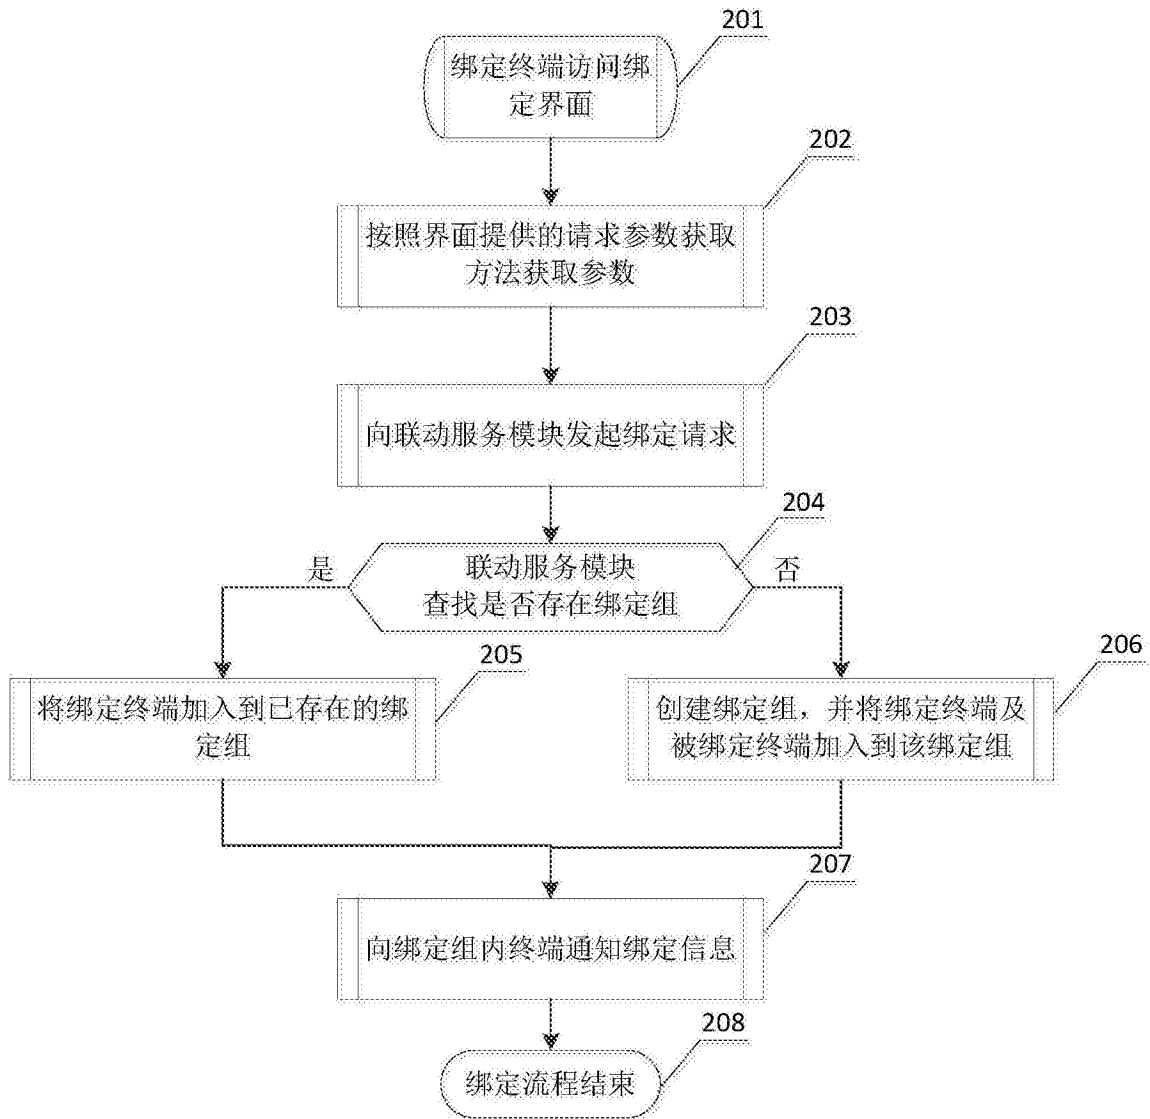 201
绑定终端访问绑
定界面
202
按照界面提供的请求参数获取
方法获取参数
203
向联动服务模块发起绑定请求
204
是
联动服务模块
查找是否存在绑定组
否
205
将绑定终端加入到已存在的绑
定组
206
创建绑定组，并将绑定终端及
被绑定终端加入到该绑定组
207
向绑定组内终端通知绑定信息
208
绑定流程结束